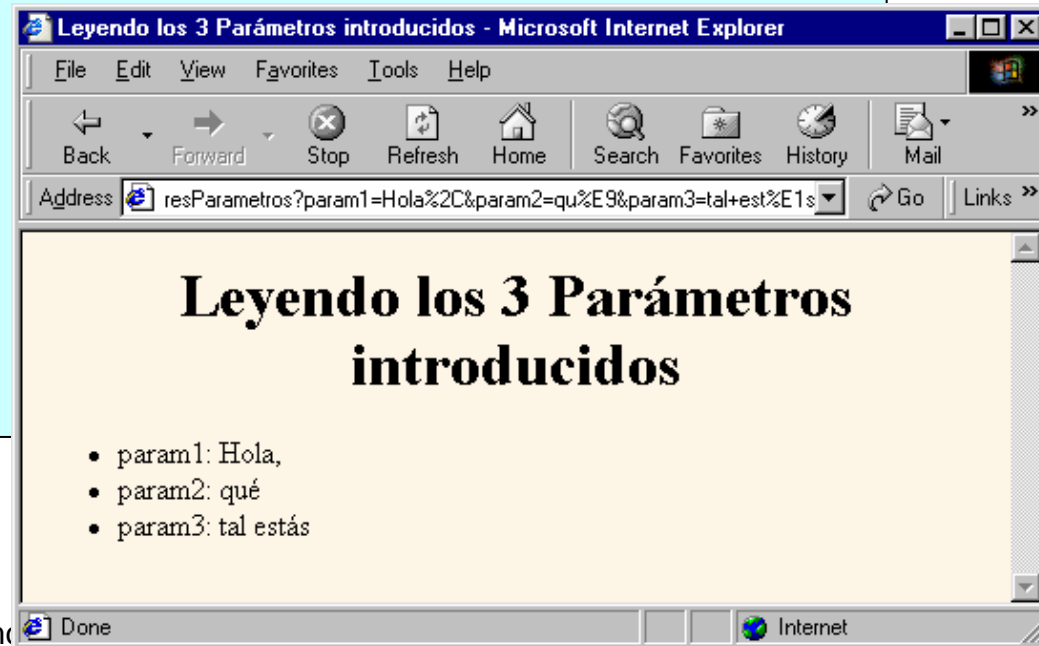 Leyendo los 3 Parámetros introducidos - Microsoft Internet Explorer
File Edit View Favorites Tools Help
Back Forward Stop Refresh Home Search Favorites History Mail »
Address resParametros?param1=Hola%2C&param2=qu%E9&param3=tal+est%E1s Go Links »
Leyendo los 3 Parámetros
introducidos
• param1: Hola,
• param2: qué
• param3: tal estás
Done Internet